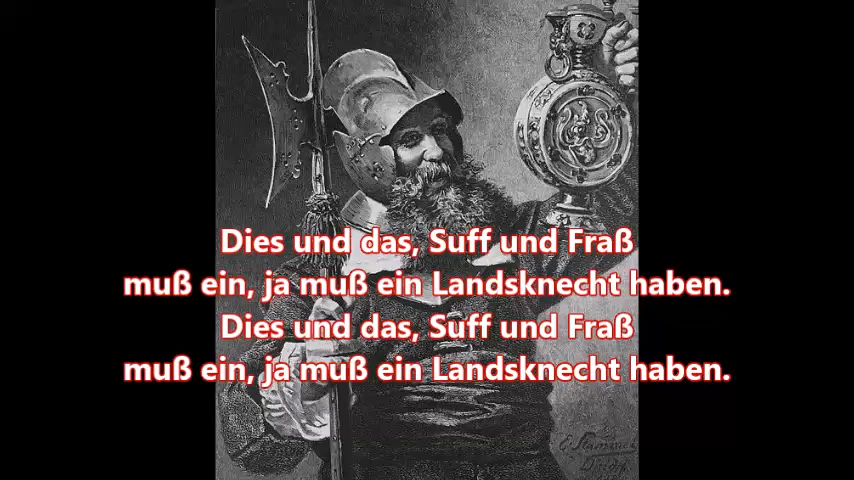 Dies und das, Suff und Fraß
muß ein, ja muß ein Landsknecht haben.
Dies und das, Suff und Fraß
muß ein, ja muß ein Landsknecht haben.